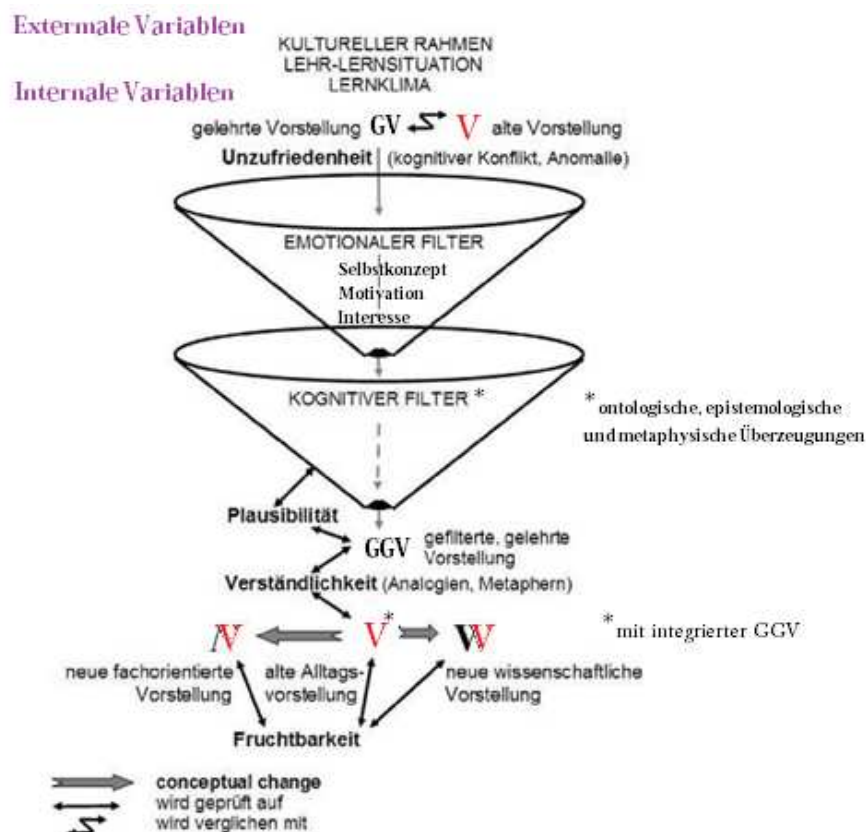 Extermale Variablen
KULTURELLER RAHMEN
LEHR-LERNSITUATION
LERNKLIMA
Internale Variablen
gelehrte Vorstellung GV V alte Vorstellung
Unzufriedenheit (kognitiver Konflikt, Anomalie)
EMOTIONALER FILTER
Selbstkonzept
Motivation
Interesse
KOGNITIVER FILTER *
* ontologische, epistemologische
und metaphysische Überzeugungen
Plausibilität
GGV gefilterte, gelehrte
Vorstellung
Verständlichkeit (Analogien, Metaphern)
V V* VV * mit integrierter GGV
neue fachorientierte alte Alltags- neue wissenschaftliche
Vorstellung vorstellung Vorstellung
Fruchtbarkeit
conceptual change
wird geprüft auf
wird verglichen mit